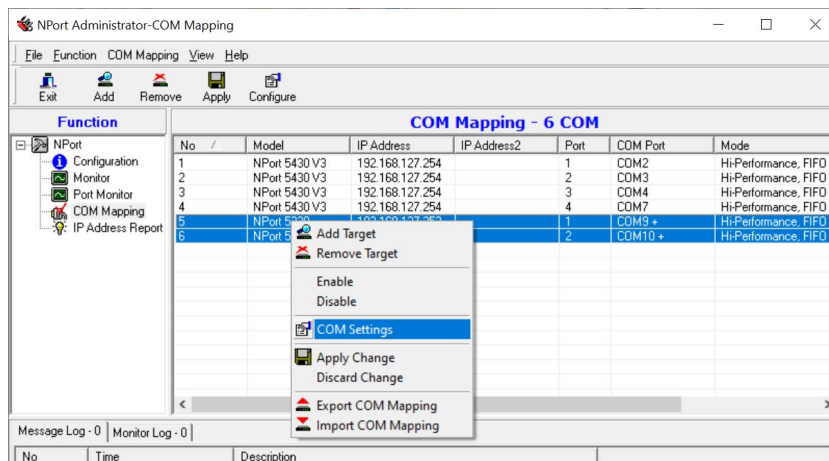 NPort Administrator-COM Mapping
File Function COM Mapping View Help
Exit Add Remove Apply Configure
Function
COM Mapping - 6 COM
NPort
Configuration
Monitor
Port Monitor
COM Mapping
IP Address Report
No / Model IP Address IP Address2 Port COM Port Mode
1 NPort 5430 V3 192.168.127.254 1 COM2 Hi-Performance, FIFO
2 NPort 5430 V3 192.168.127.254 2 COM3 Hi-Performance, FIFO
3 NPort 5430 V3 192.168.127.254 3 COM4 Hi-Performance, FIFO
4 NPort 5430 V3 192.168.127.254 4 COM7 Hi-Performance, FIFO
5 NPort 1 COM9 + Hi-Performance, FIFO
6 NPort 5 2 COM10 + Hi-Performance, FIFO
Add Target
Remove Target
Enable
Disable
COM Settings
Apply Change
Discard Change
Export COM Mapping
Import COM Mapping
Message Log - 0 Monitor Log - 0
No Time Description